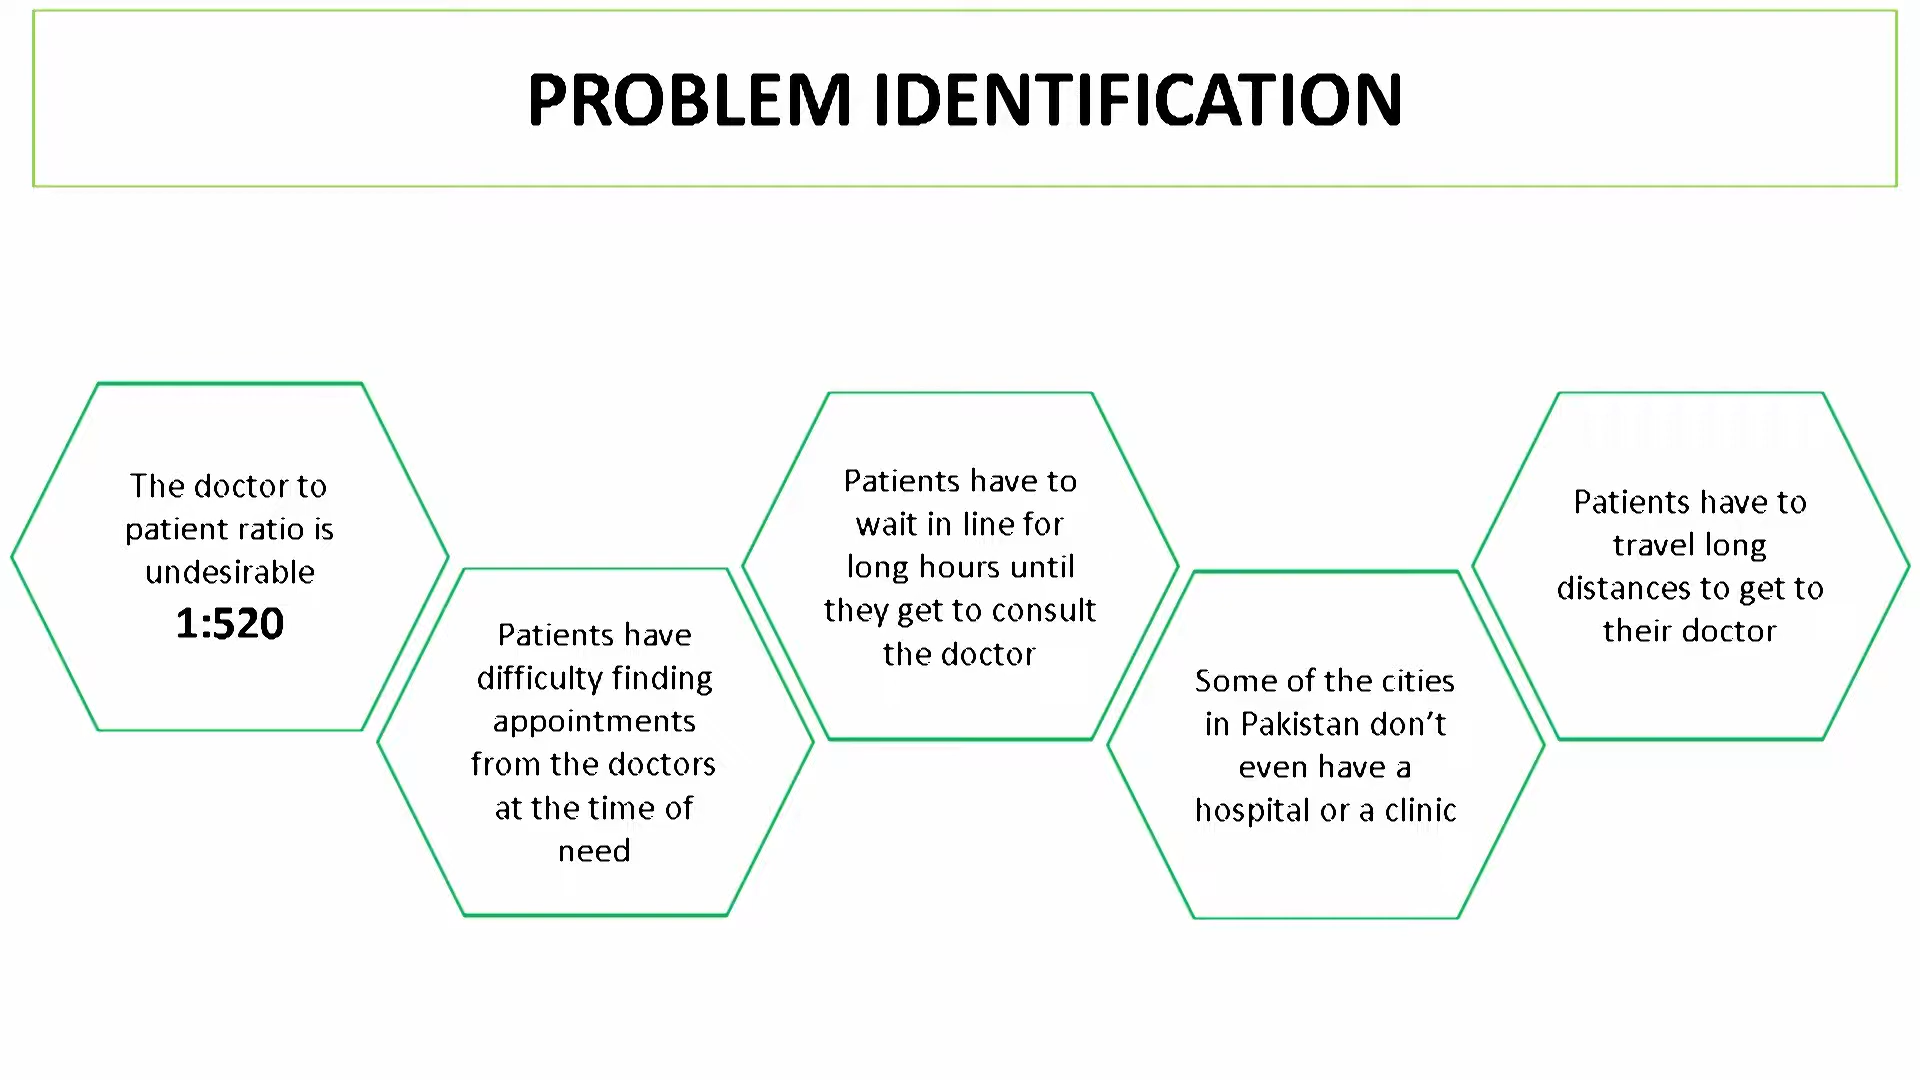 PROBLEM IDENTIFICATION
The doctor to
patient ratio is
undesirable
1:520
Patients have
difficulty finding
appointments
from the doctors
at the time of
need
Patients have to
wait in line for
long hours until
they get to consult
the doctor
Some of the cities
in Pakistan don’t
even have a
hospital or a clinic
Patients have to
travel long
distances to get to
their doctor